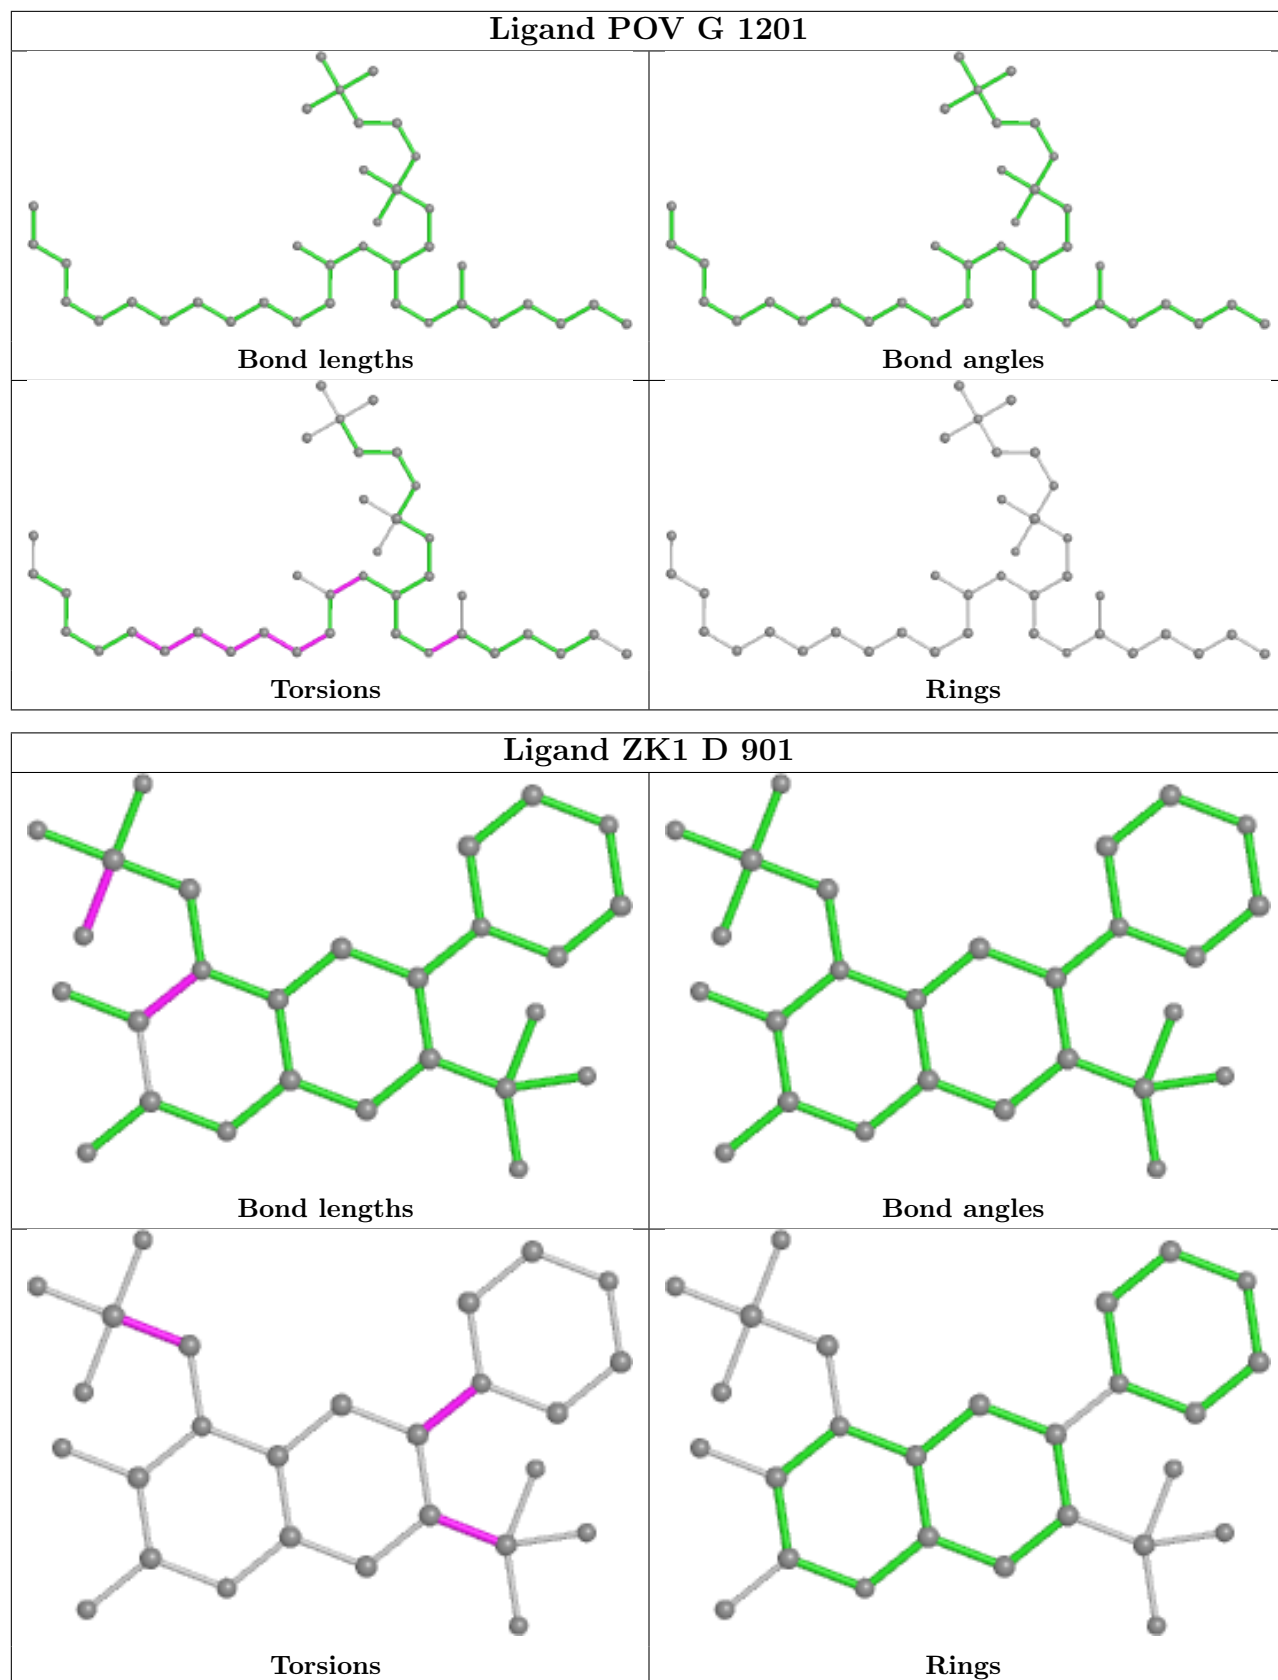 Ligand POV G 1201
Bond lengths
Bond angles
Torsions
Rings
Ligand ZK1 D 901
Bond lengths
Bond angles
Torsions
Rings